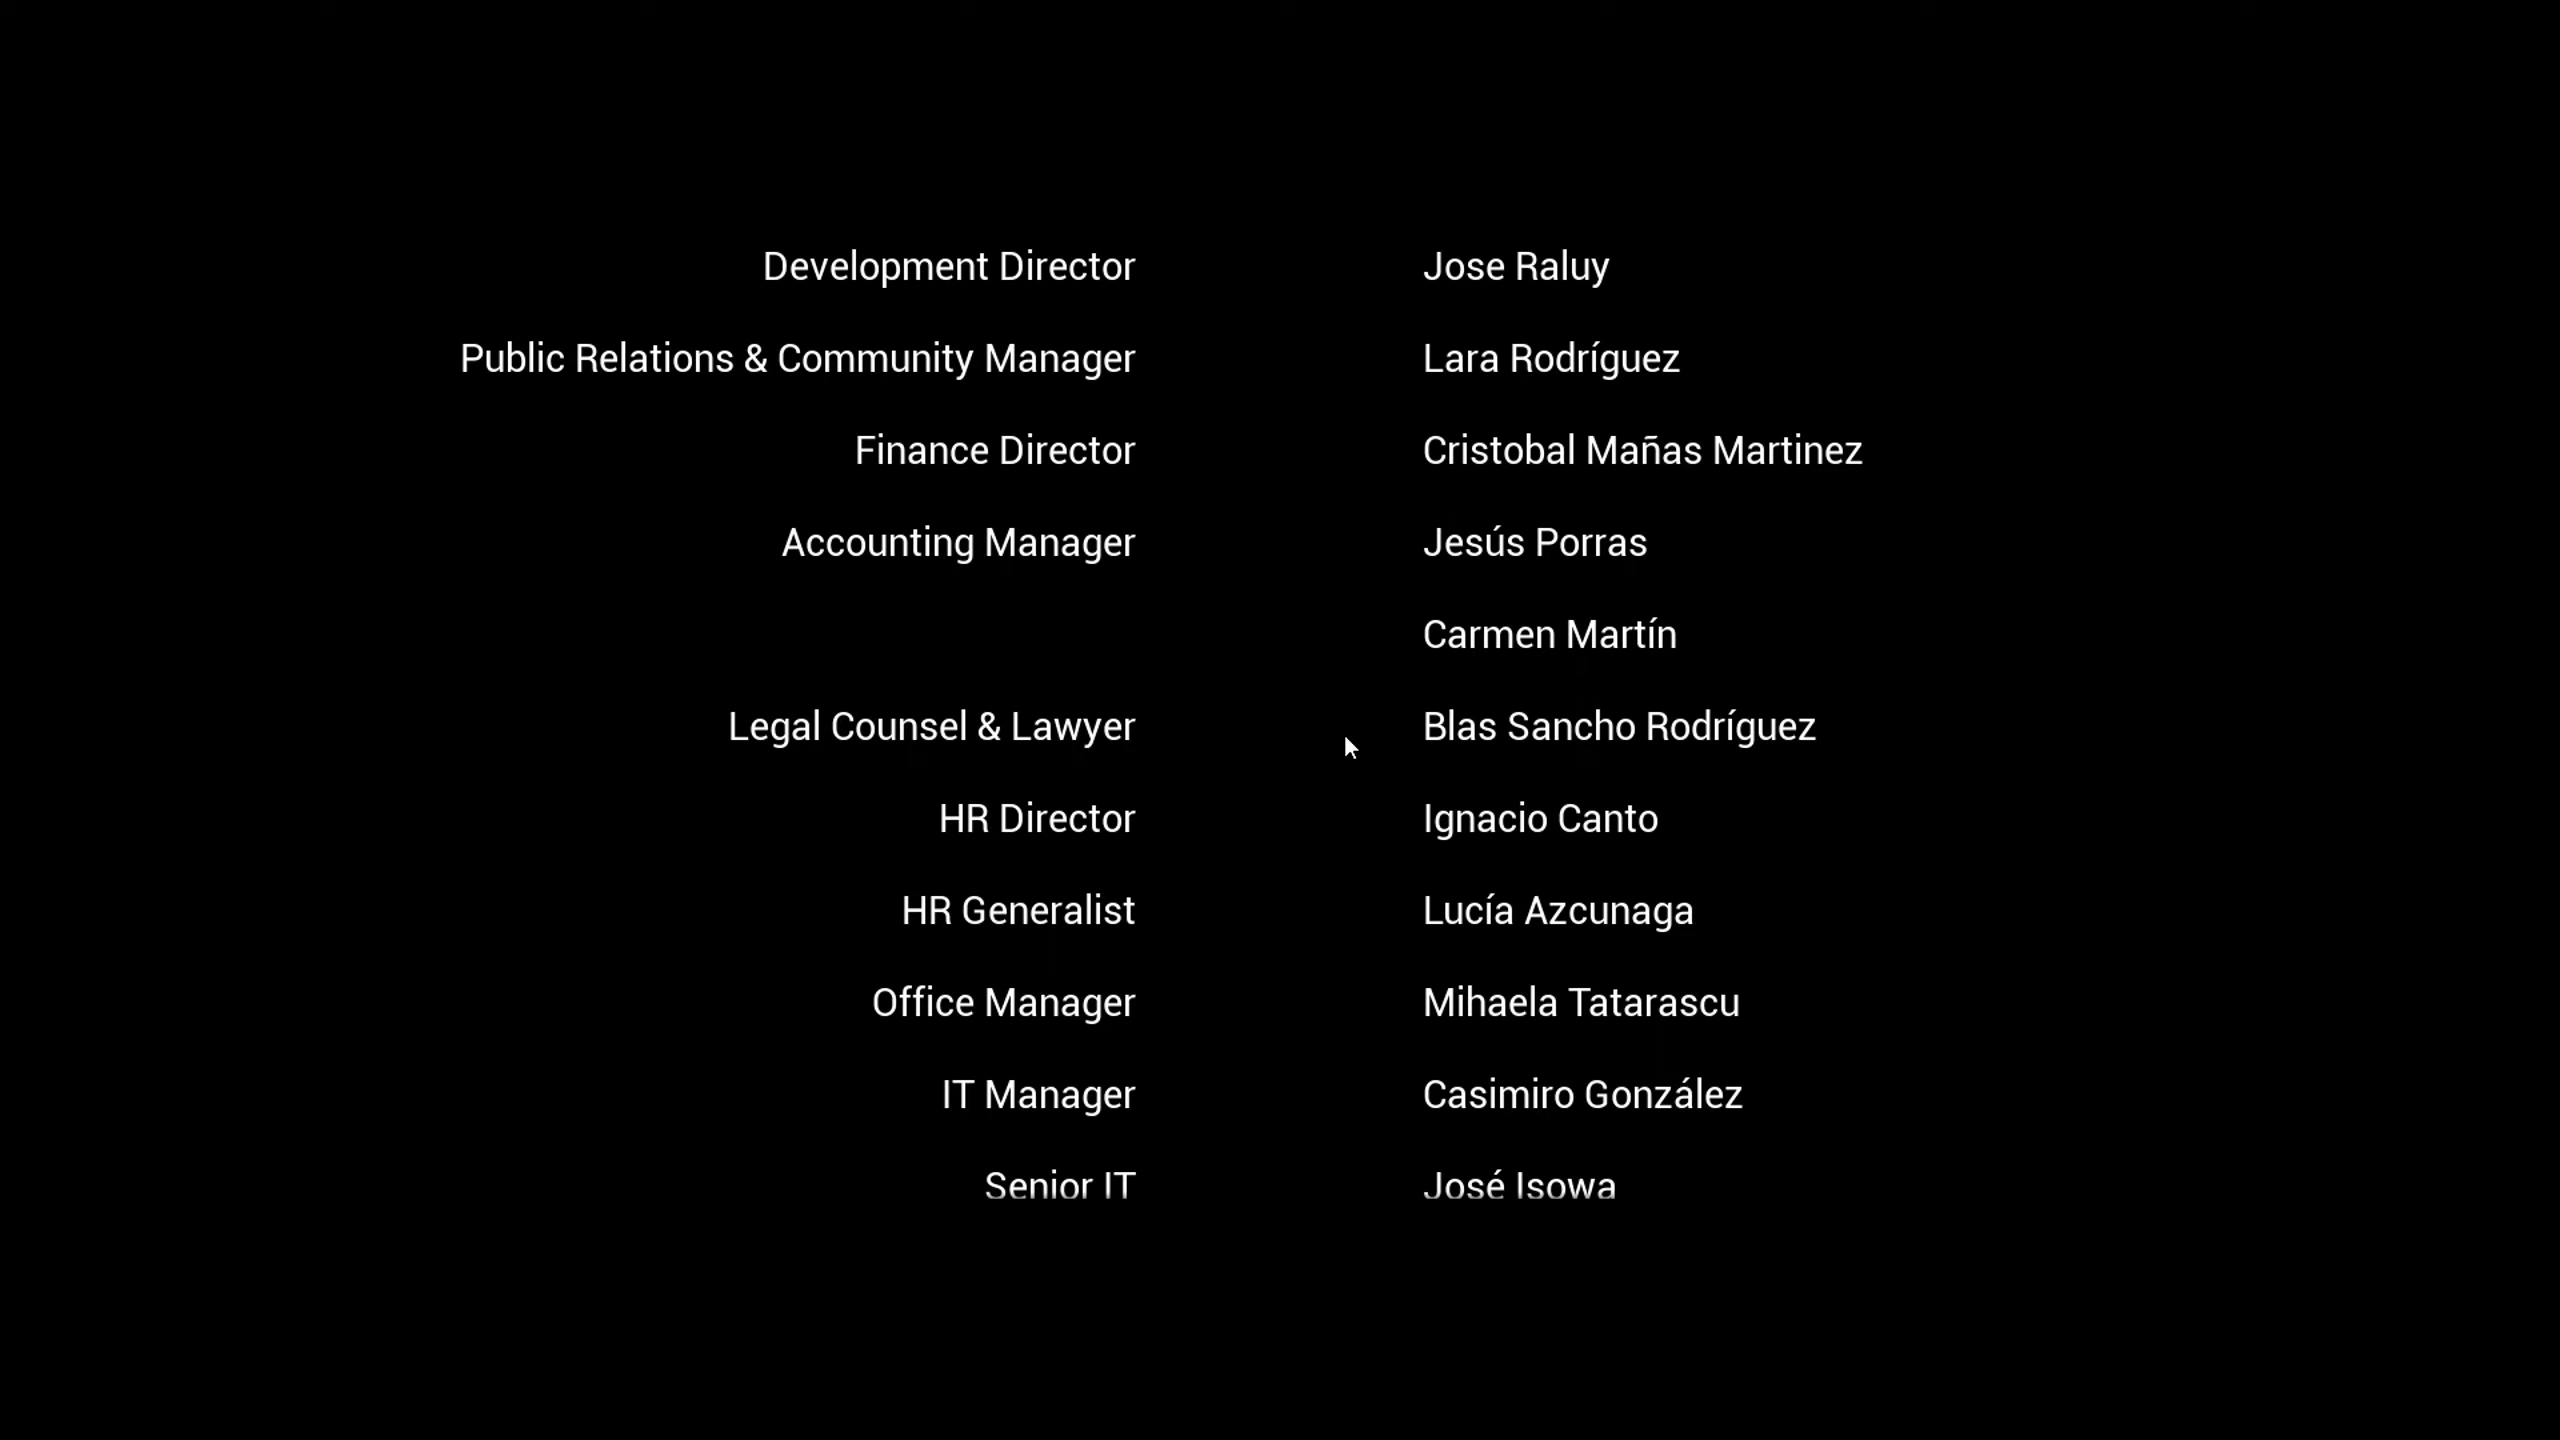 Development Director Jose Raluy
Public Relations & Community Manager Lara Rodríguez
Finance Director Cristobal Mañas Martinez
Accounting Manager Jesús Porras
Carmen Martín
Legal Counsel & Lawyer Blas Sancho Rodríguez
HR Director Ignacio Canto
HR Generalist Lucía Azcunaga
Office Manager Mihaela Tatarascu
IT Manager Casimiro González
Senior IT José Isowa